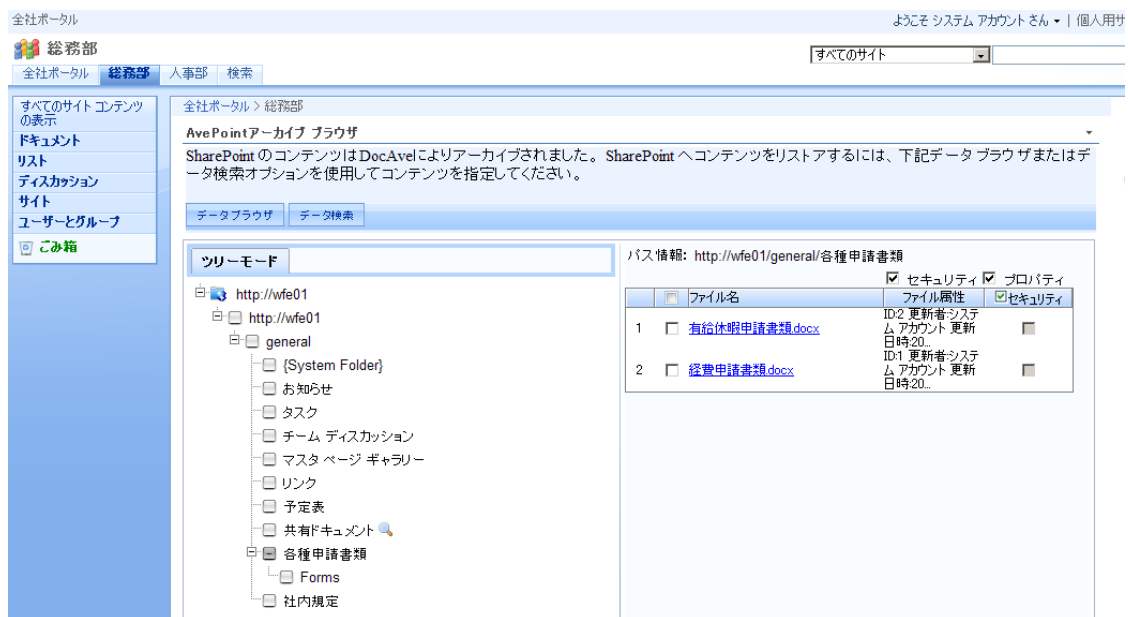 全社ポータル
ようこそ システム アカウント さん ▾ | 個人用サ
総務部
すべてのサイト
全社ポータル 総務部 人事部 検索
すべてのサイト コンテンツ
の表示
ドキュメント
リスト
ディスカッション
サイト
ユーザーとグループ
ごみ箱
全社ポータル > 総務部
AvePointアーカイブ ブラウザ
SharePoint のコンテンツは DocAveによりアーカイブされました。 SharePoint へコンテンツをリストアするには、下記データ ブラウザまたはデ
ータ検索オプションを使用してコンテンツを指定してください。
データブラウザ データ検索
ツリーモード
http://wfe01
http://wfe01
general
{System Folder}
お知らせ
タスク
チーム ディスカッション
マスタ ページ ギャラリー
リンク
予定表
共有ドキュメント
各種申請書類
Forms
社内規定
パス情報: http://wfe01/general/各種申請書類
セキュリティ プロパティ
ファイル名 ファイル属性 セキュリティ
1 有給休暇申請書類.docx
ID:2 更新者:システ
ム アカウント 更新
日時:20...
2 経費申請書類.docx
ID:1 更新者:システ
ム アカウント 更新
日時:20...